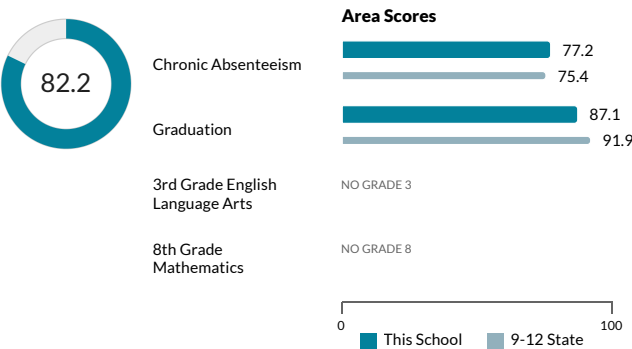 Area Scores
82.2
Chronic Absenteeism
77.2
75.4
Graduation
87.1
91.9
3rd Grade English
Language Arts
NO GRADE 3
8th Grade
Mathematics
NO GRADE 8
0
100
This School
9-12 State